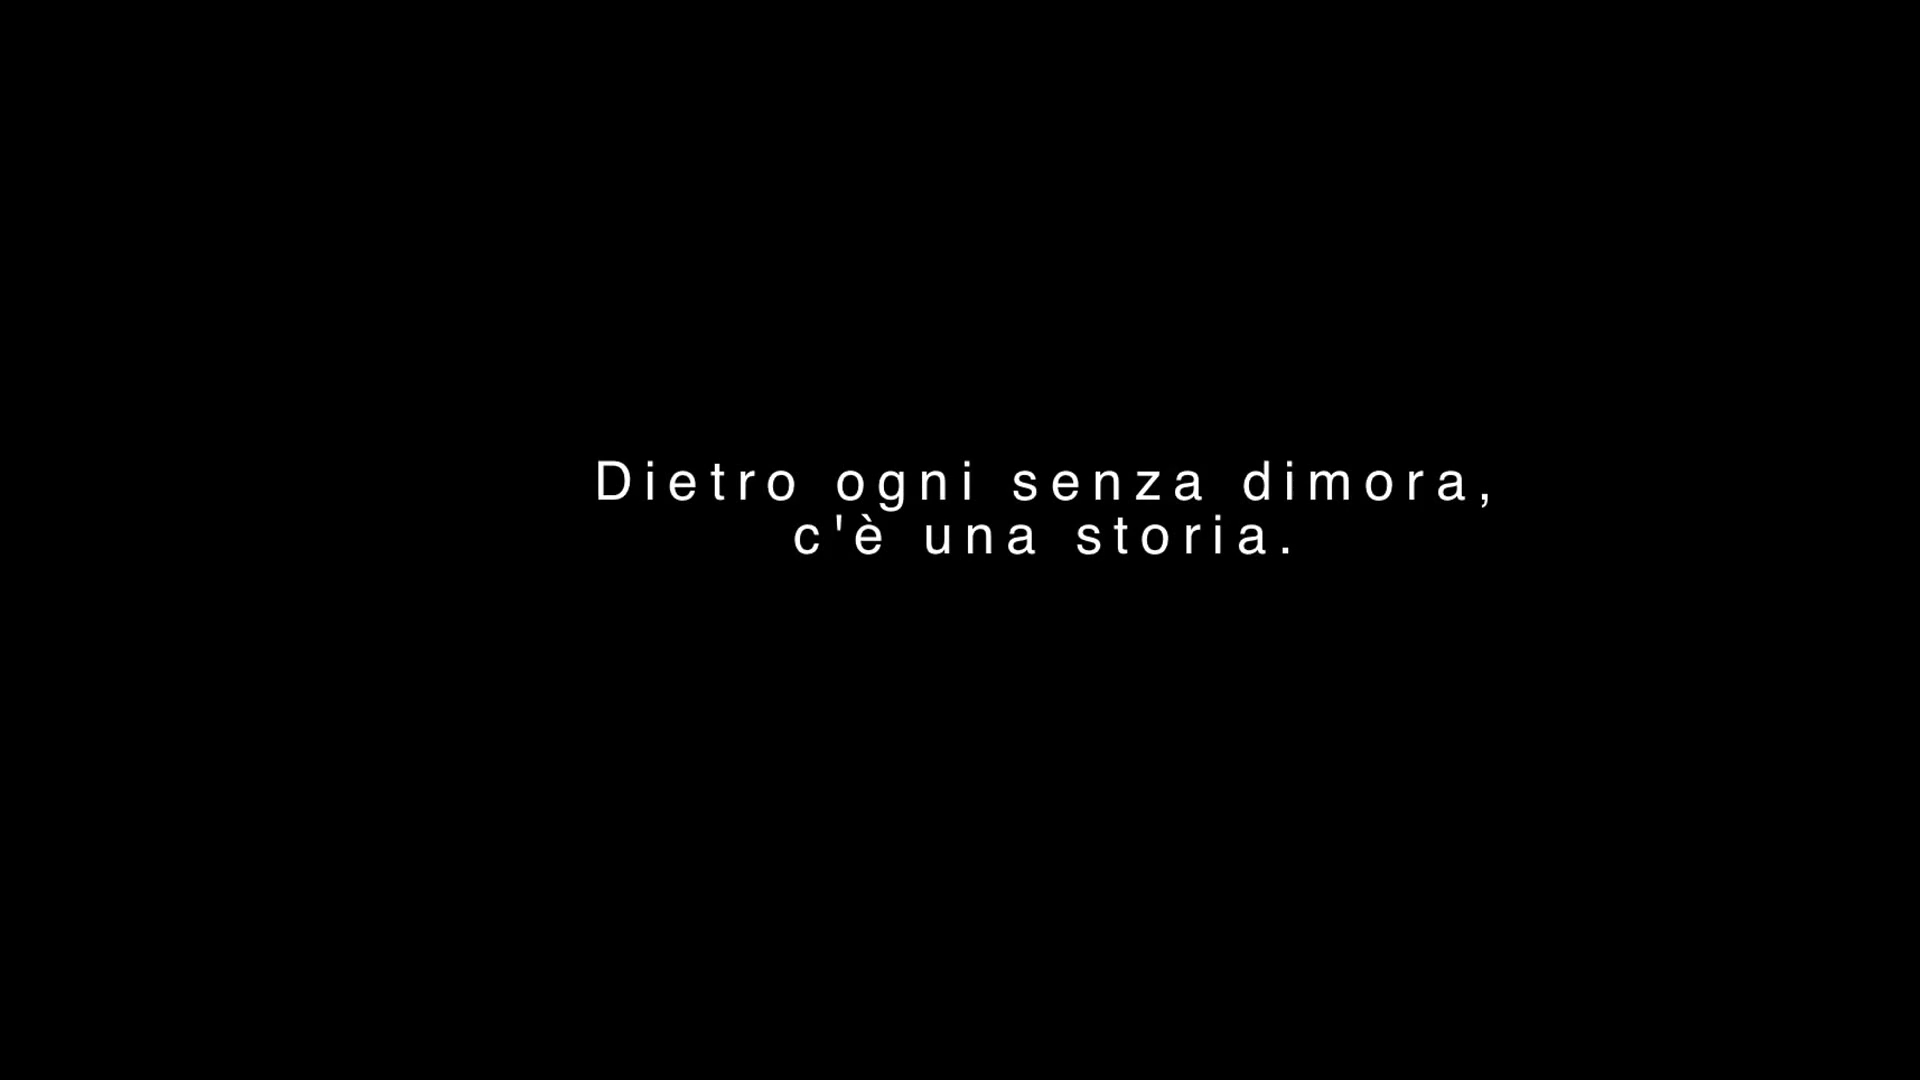 Dietro ogni senza dimora,
c'è una storia.